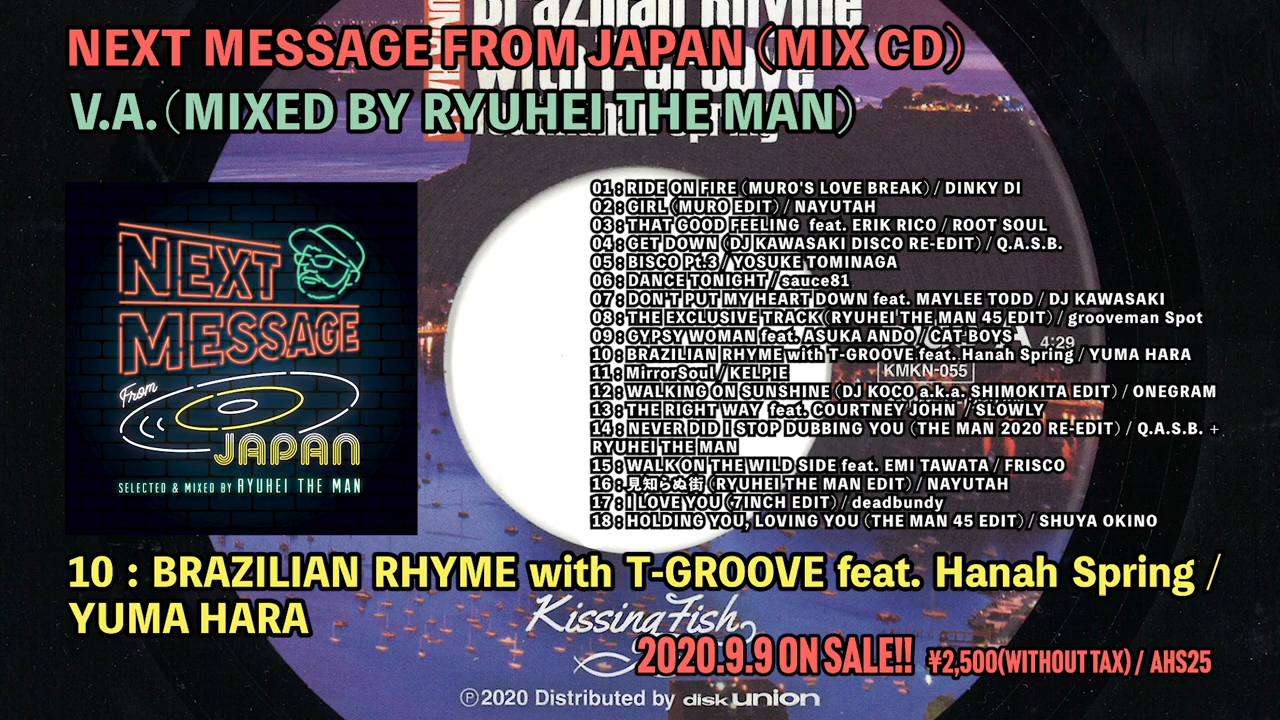 Brazilian Rhyme
with T-Groove
NEXT MESSAGE FROM JAPAN (MIX CD)
V.A. (MIXED BY RYUHEI THE MAN)
01 : RIDE ON FIRE (MURO'S LOVE BREAK) / DINKY DI
02 : GIRL (MURO EDIT) / NAYUTAH
03 : THAT GOOD FEELING feat. ERIK RICO / ROOT SOUL
04 : GET DOWN (DJ KAWASAKI DISCO RE-EDIT) / Q.A.S.B.
05 : BISCO Pt.3 / YOSUKE TOMINAGA
06 : DANCE TONIGHT / sauce81
07 : DON'T PUT MY HEART DOWN feat. MAYLEE TODD / DJ KAWASAKI
08 : THE EXCLUSIVE TRACK (RYUHEI THE MAN 45 EDIT) / grooveman Spot
09 : GYPSY WOMAN feat. ASUKA ANDO / CAT BOYS
4:29
10 : BRAZILIAN RHYME with T-GROOVE feat. Hanah Spring / YUMA HARA
11 : MirrorSoul / KELPIE
KMKN-055
12 : WALKING ON SUNSHINE (DJ KOCO a.k.a. SHIMOKITA EDIT) / ONEGRAM
13 : THE RIGHT WAY feat. COURTNEY JOHN / SLOWLY
14 : NEVER DID I STOP DUBBING YOU (THE MAN 2020 RE-EDIT) / Q.A.S.B. +
RYUHEI THE MAN
15 : WALK ON THE WILD SIDE feat. EMI TAWATA / FRISCO
16 : 見知らぬ街 (RYUHEI THE MAN EDIT) / NAYUTAH
17 : I LOVE YOU (7INCH EDIT) / deadbundy
18 : HOLDING YOU, LOVING YOU (THE MAN 45 EDIT) / SHUYA OKINO
NEXT
MESSAGE
From
JAPAN
SELECTED & MIXED BY RYUHEI THE MAN
10 : BRAZILIAN RHYME with T-GROOVE feat. Hanah Spring /
YUMA HARA
Kissing Fish
2020.9.9 ON SALE!! ¥2,500(WITHOUT TAX) / AHS25
Ⓟ2020 Distributed by disk union